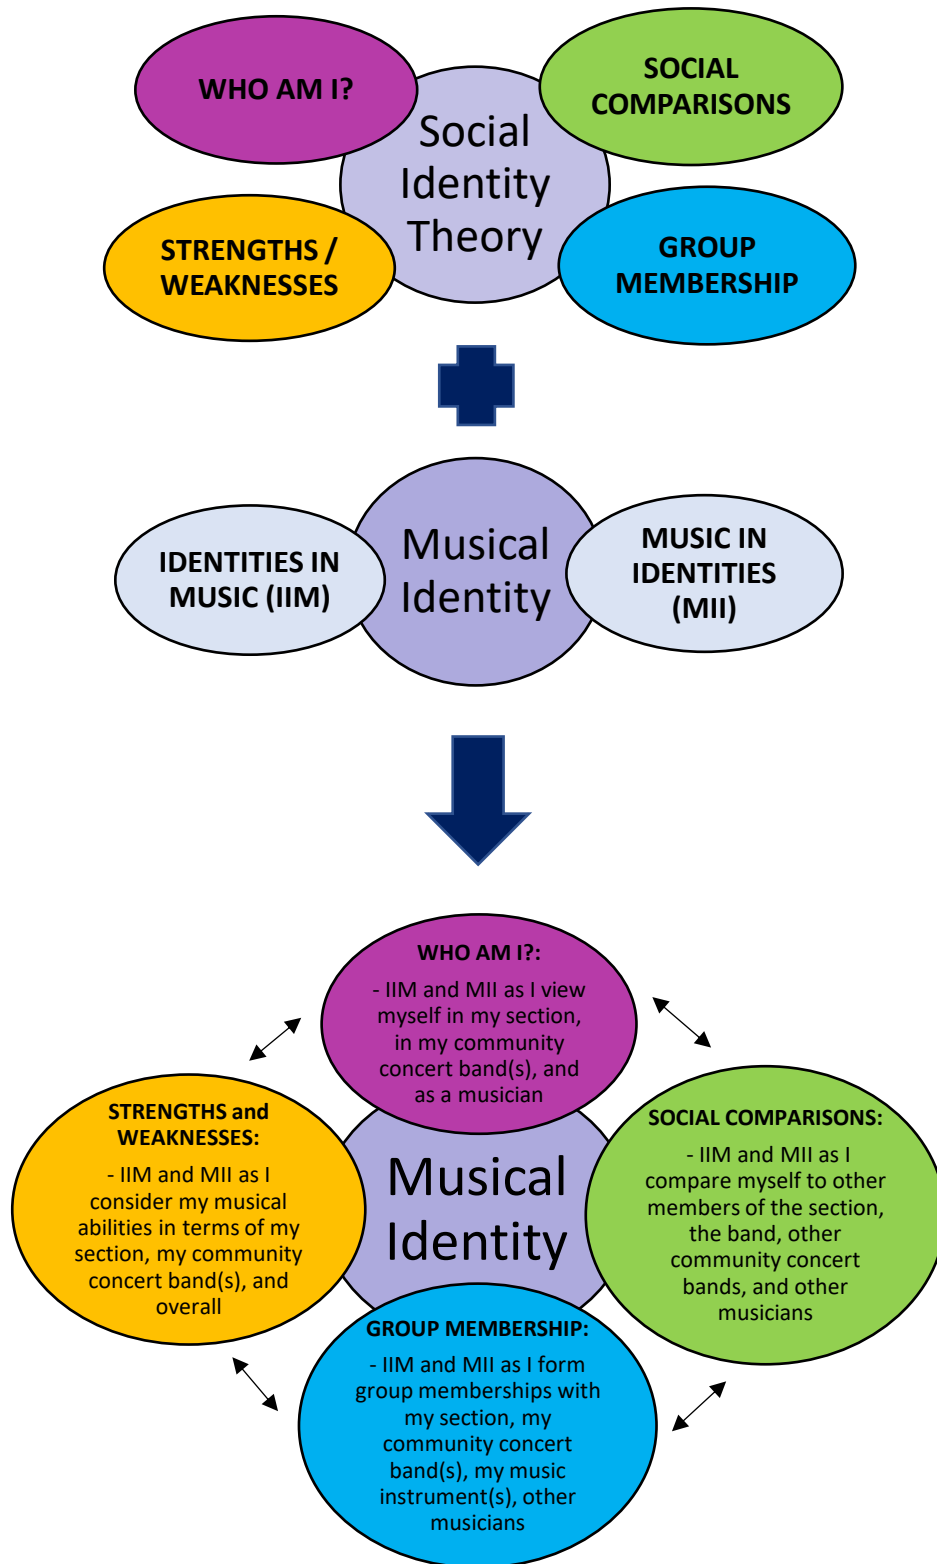 WHO AM I?
SOCIAL
COMPARISONS
Social
Identity
Theory
STRENGTHS /
WEAKNESSES
GROUP
MEMBERSHIP
IDENTITIES IN
MUSIC (IIM)
Musical
Identity
MUSIC IN
IDENTITIES
(MII)
WHO AM I?:
- IIM and MII as I view
myself in my section,
in my community
concert band(s), and
as a musician
STRENGTHS and
WEAKNESSES:
- IIM and MII as I
consider my musical
abilities in terms of my
section, my community
concert band(s), and
overall
Musical
Identity
SOCIAL COMPARISONS:
- IIM and MII as I
compare myself to other
members of the section,
the band, other
community concert
bands, and other
musicians
GROUP MEMBERSHIP:
- IIM and MII as I form
group memberships with
my section, my
community concert
band(s), my music
instrument(s), other
musicians